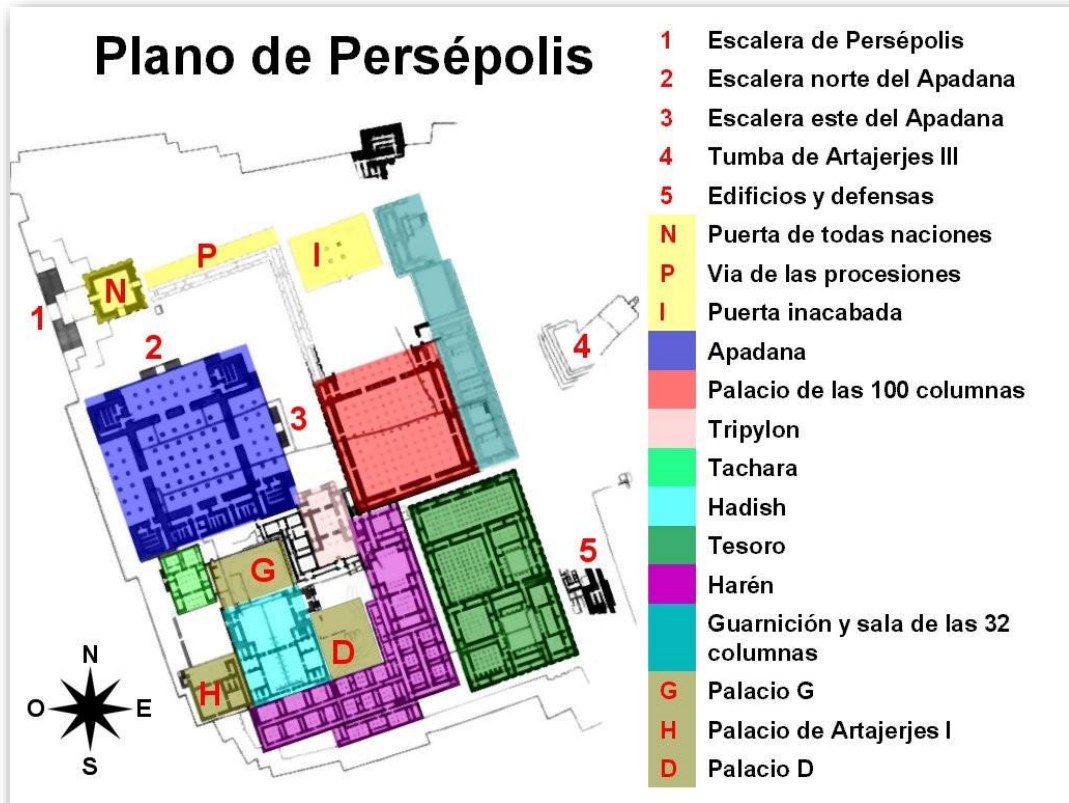 Plano de Persépolis
1 Escalera de Persépolis
2 Escalera norte del Apadana
3 Escalera este del Apadana
4 Tumba de Artajerjes III
5 Edificios y defensas
N Puerta de todas naciones
P Via de las procesiones
I Puerta inacabada
Apadana
Palacio de las 100 columnas
Tripylon
Tachara
Hadish
Tesoro
Harén
Guarnición y sala de las 32
columnas
G Palacio G
H Palacio de Artajerjes I
D Palacio D
P
I
N
1
2
3
4
5
G
D
H
N
O E
S